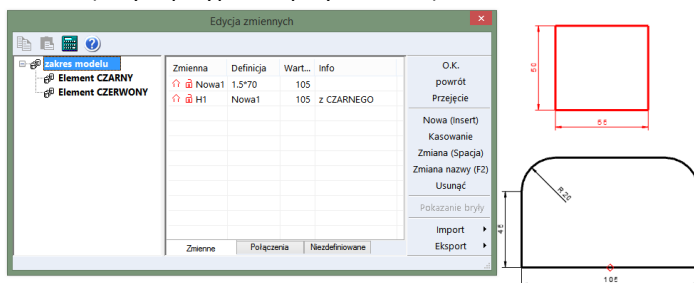 Edycja zmiennych
zakres modelu
Element CZARNY
Element CZERWONY
Zmienna Definicja Wart... Info
Nowa1 1.5*70 105
H1 Nowa1 105 z CZARNEGO
Zmienne Połączenia Niezdefiniowane
O.K.
powrót
Przejęcie
Nowa (Insert)
Kasowanie
Zmiana (Spacja)
Zmiana nazwy (F2)
Usunąć
Pokazanie bryły
Import
Eksport
50
55
R 20
45
105